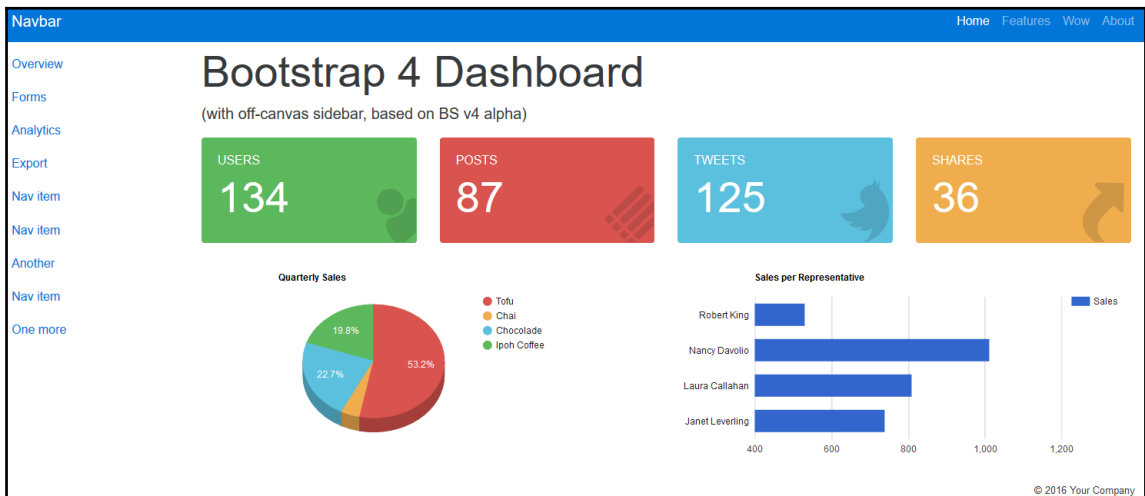 Navbar
Home Features Wow About
Overview
Forms
Analytics
Export
Nav item
Nav item
Another
Nav item
One more
Bootstrap 4 Dashboard
(with off-canvas sidebar, based on BS v4 alpha)
USERS
134
POSTS
87
TWEETS
125
SHARES
36
Quarterly Sales
19.8%
22.7%
53.2%
Tofu
Chai
Chocolade
Ipoh Coffee
Sales per Representative
Robert King
Nancy Davolio
Laura Callahan
Janet Leverling
400 600 800 1,000 1,200
Sales
© 2016 Your Company